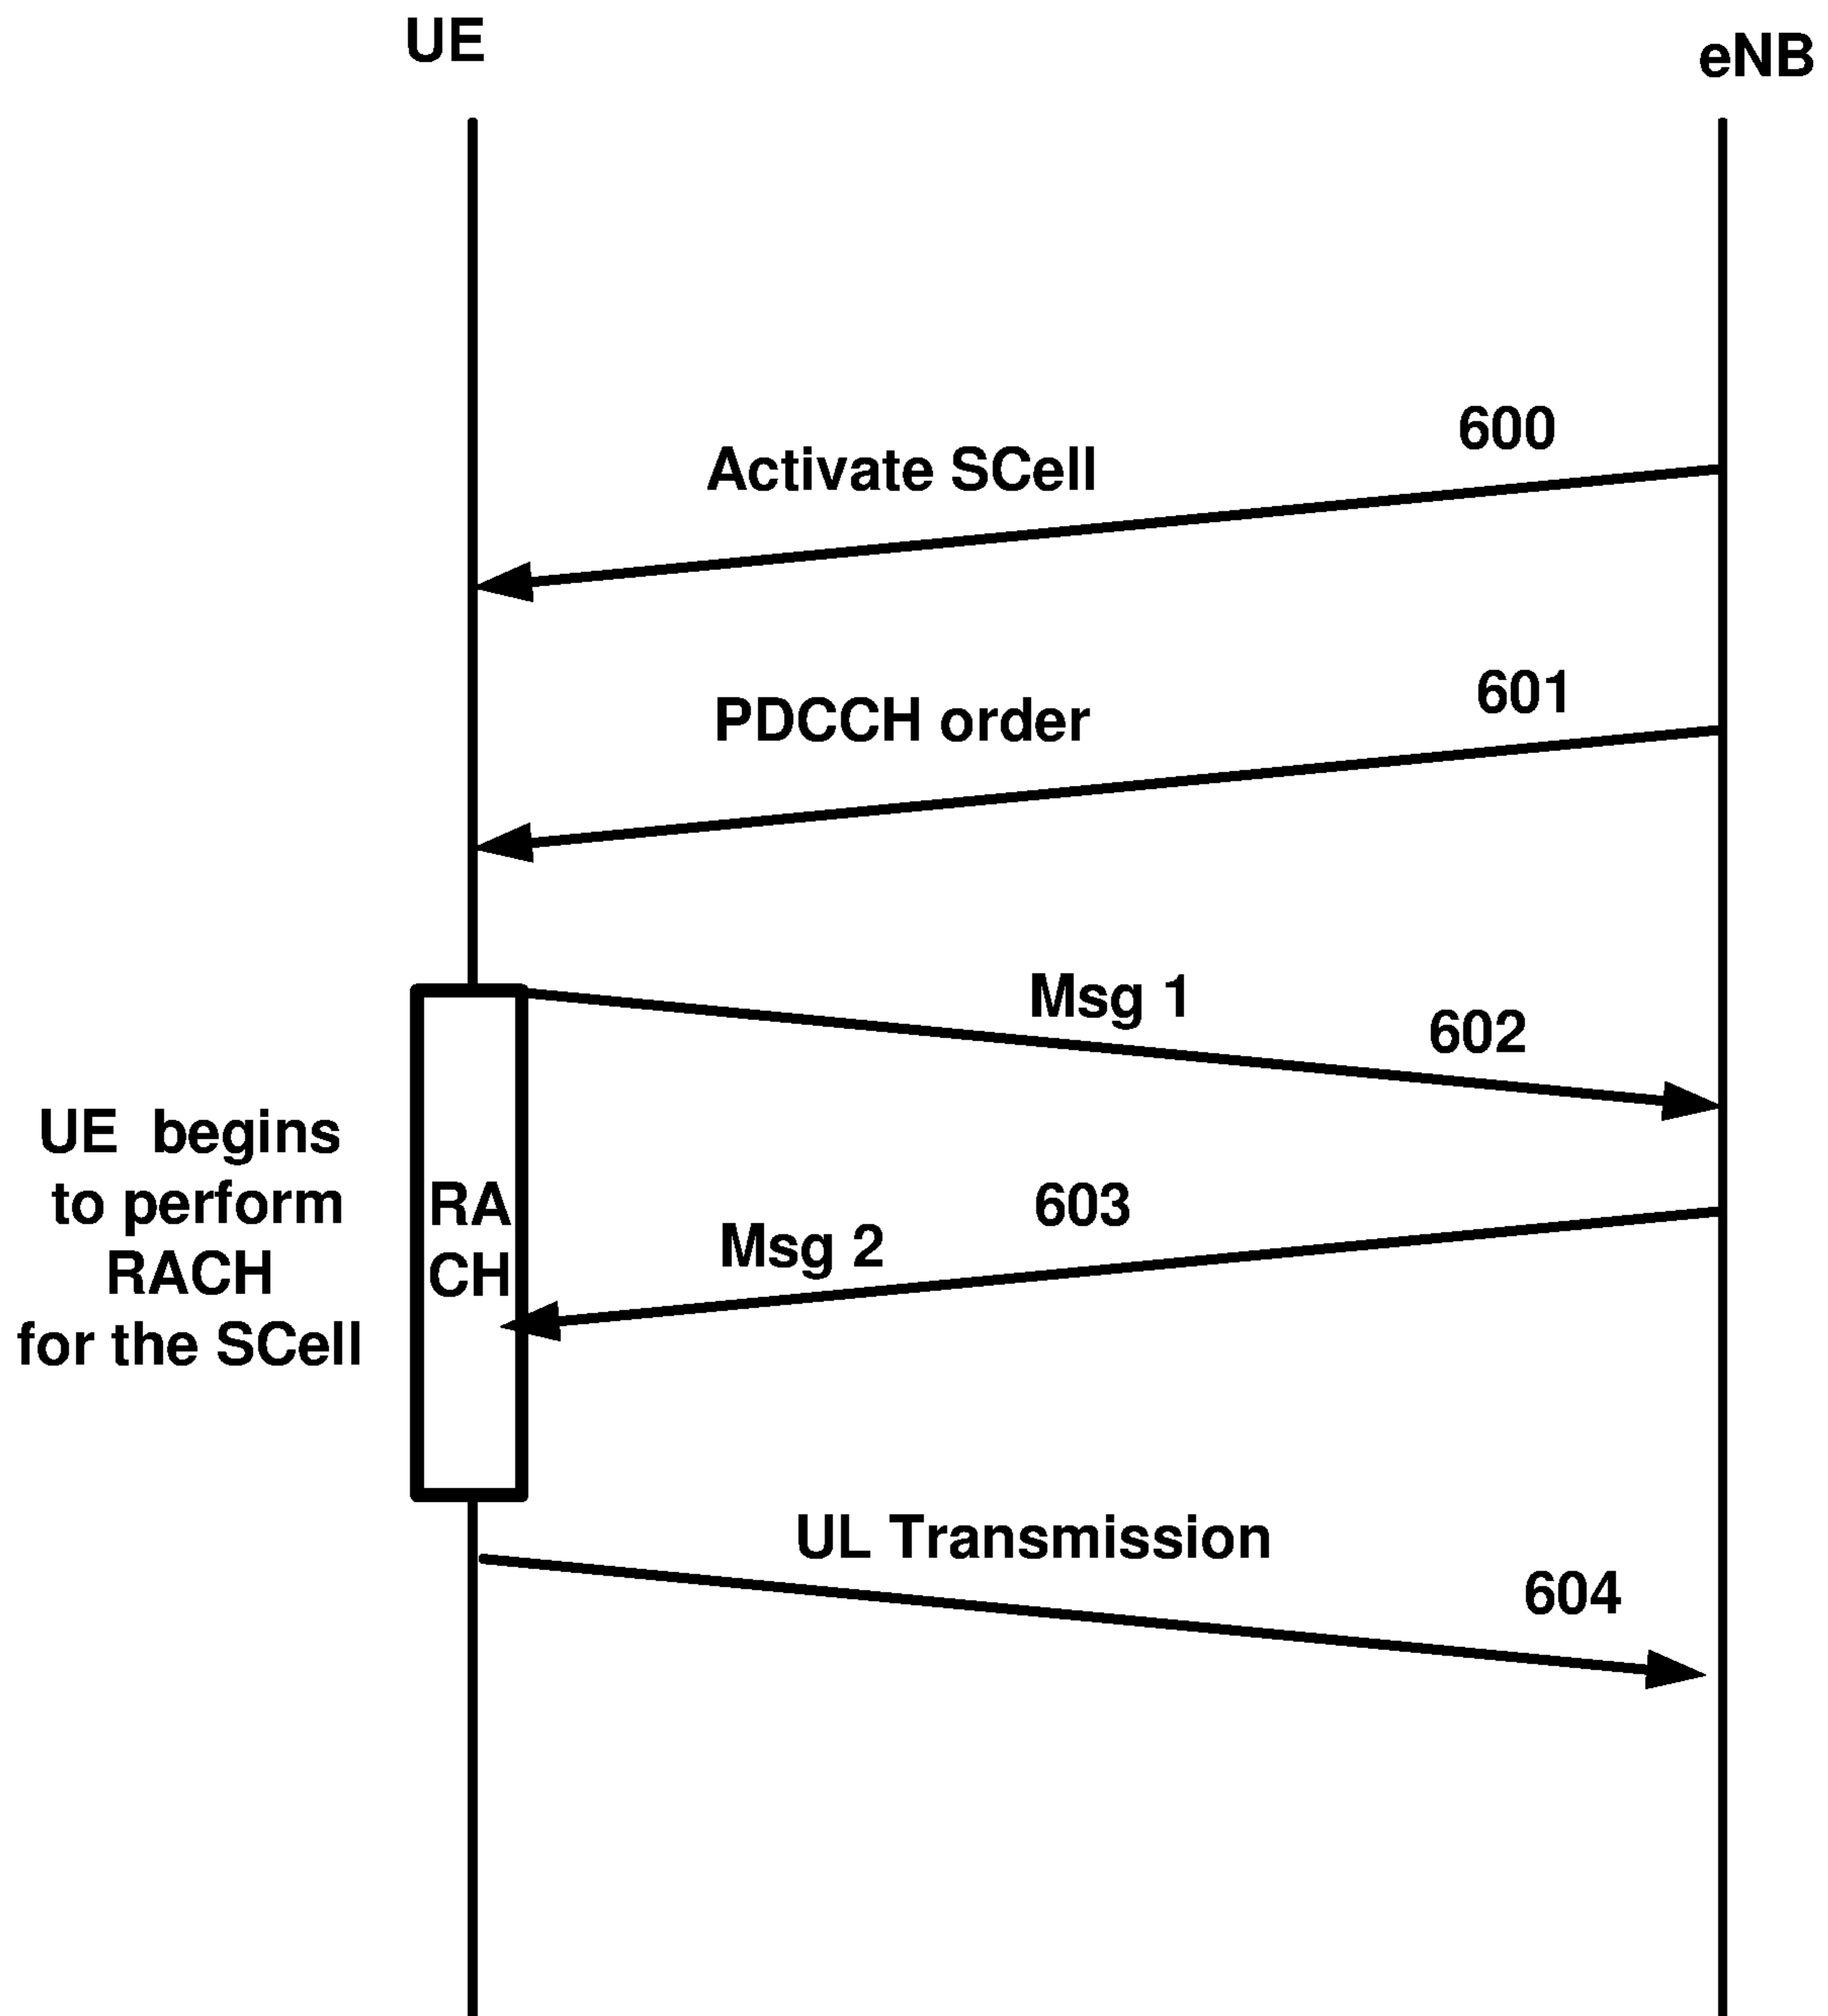 UE
eNB
600
Activate SCell
601
PDCCH order
Msg 1
602
UE begins
to perform
RACH
for the SCell
RA
CH
603
Msg 2
UL Transmission
604